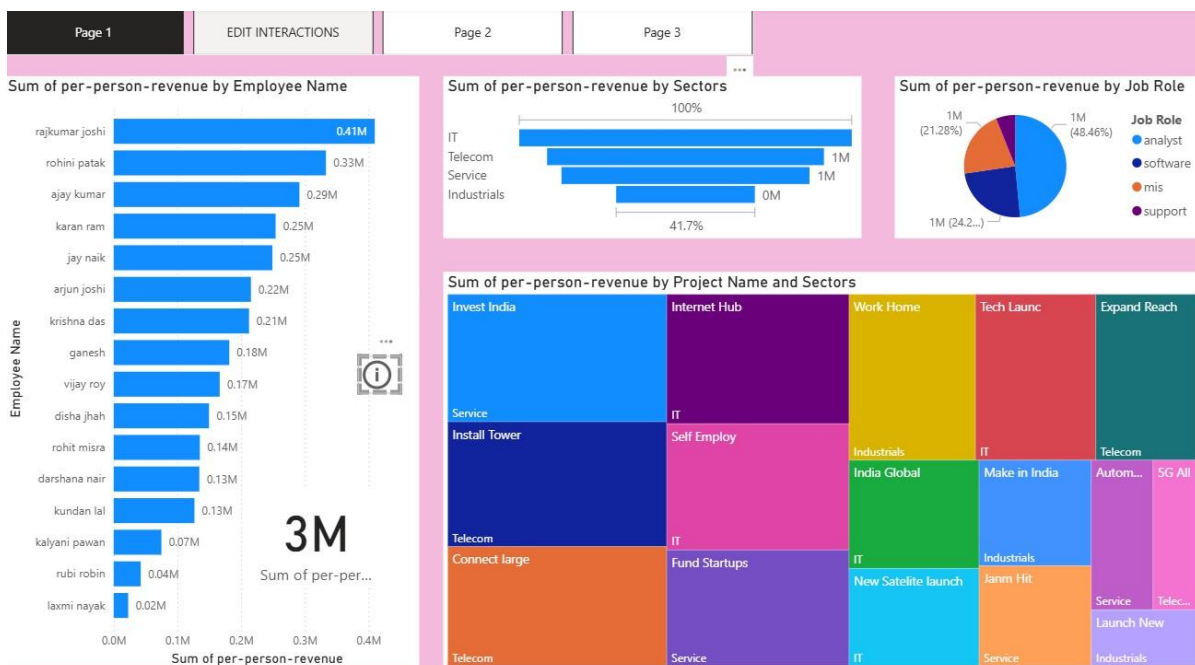 Page 1
EDIT INTERACTIONS
Page 2
Page 3
Sum of per-person-revenue by Employee Name
Employee Name
rajkumar joshi 0.41M
rohini patak 0.33M
ajay kumar 0.29M
karan ram 0.25M
jay naik 0.25M
arjun joshi 0.22M
krishna das 0.21M
ganesh 0.18M
vijay roy 0.17M
disha jhah 0.15M
rohit misra 0.14M
darshana nair 0.13M
kundan lal 0.13M
kalyani pawan 0.07M
rubi robin 0.04M
laxmi nayak 0.02M
0.0M 0.1M 0.2M 0.3M 0.4M
Sum of per-person-revenue
3M
Sum of per-per...
Sum of per-person-revenue by Sectors
100%
IT
Telecom 1M
Service 1M
Industrials 0M
41.7%
Sum of per-person-revenue by Job Role
1M
(21.28%)
1M
(48.46%)
1M (24.2...)
Job Role
analyst
software
mis
support
Sum of per-person-revenue by Project Name and Sectors
Invest India
Service
Install Tower
Telecom
Connect large
Telecom
Internet Hub
IT
Self Employ
IT
Fund Startups
Service
Work Home
Industrials
Tech Launc
IT
Expand Reach
Telecom
India Global
IT
New Satelite launch
IT
Make in India
Industrials
Janm Hit
Service
Autom...
Service
5G All
Telec...
Launch New
Industrials